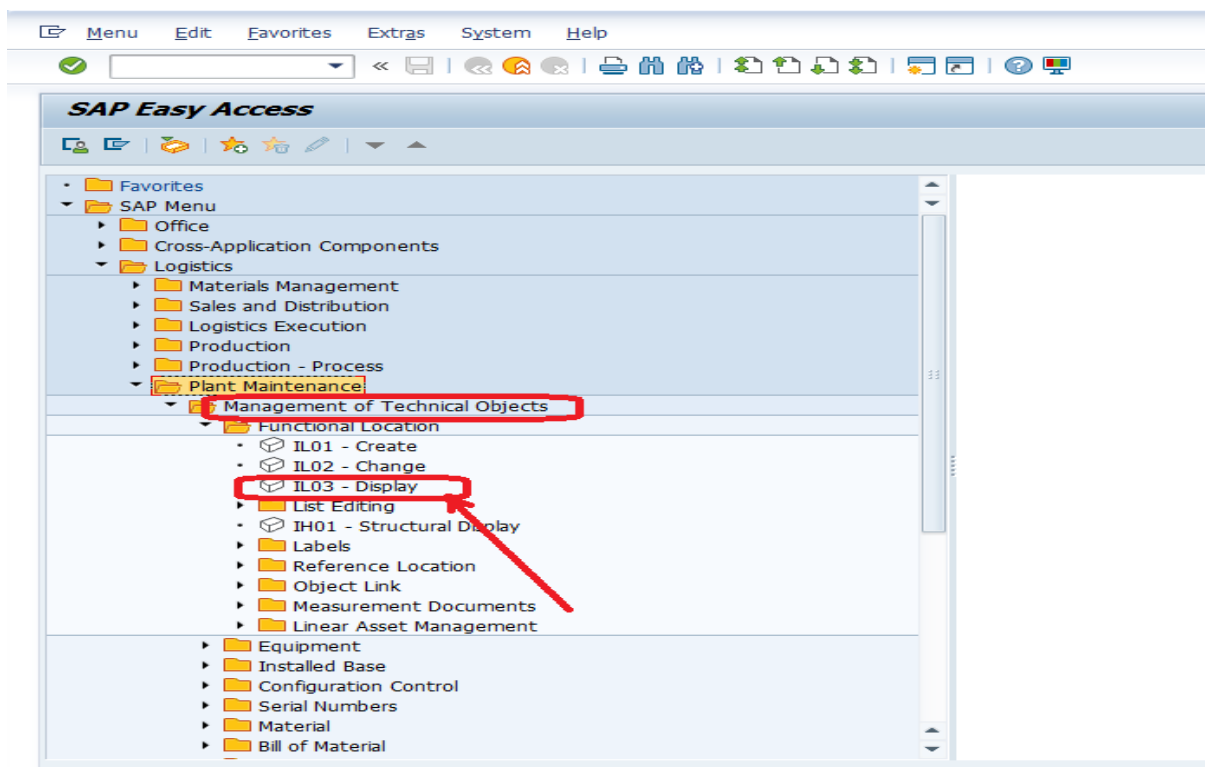 Menu Edit Favorites Extras System Help
SAP Easy Access
Favorites
SAP Menu
Office
Cross-Application Components
Logistics
Materials Management
Sales and Distribution
Logistics Execution
Production
Production - Process
Plant Maintenance
Management of Technical Objects
Functional Location
IL01 - Create
IL02 - Change
IL03 - Display
List Editing
IH01 - Structural Display
Labels
Reference Location
Object Link
Measurement Documents
Linear Asset Management
Equipment
Installed Base
Configuration Control
Serial Numbers
Material
Bill of Material